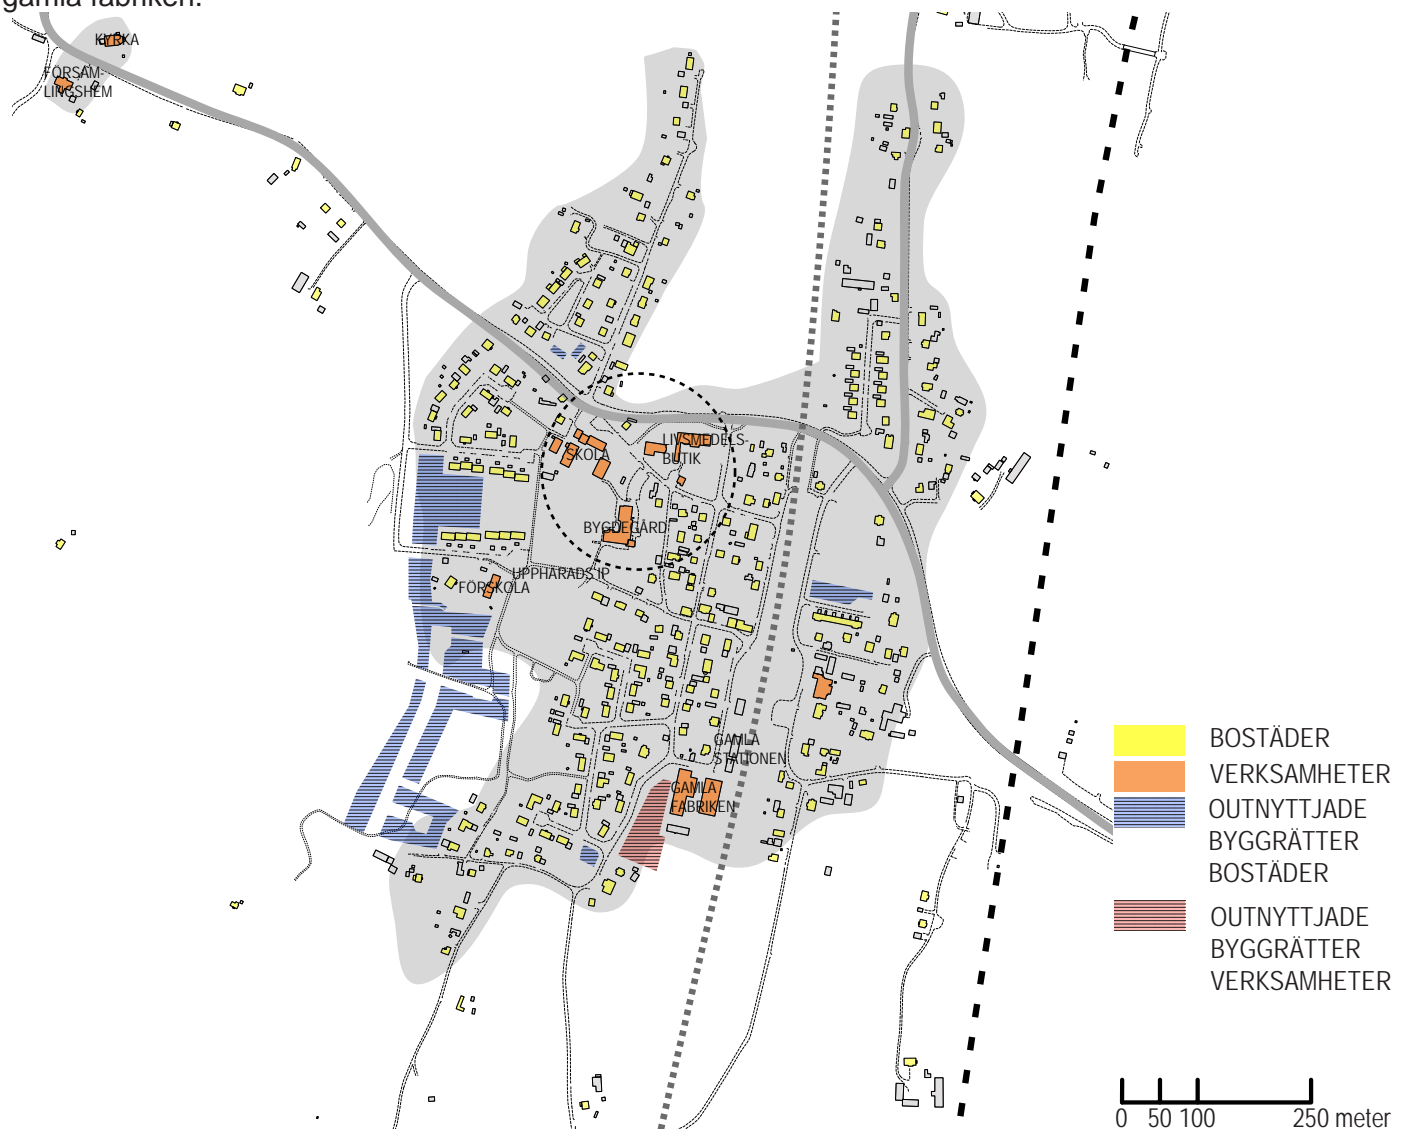 gamla fabriken.
KYRKA
FÖRSAM-
LINGSHEM
LIVSMEDELS-
BUTIK
SKOLA
BYGDEGÅRD
UPPHÄRADS IP
FÖRSKOLA
GAMLA
STATIONEN
GAMLA
FABRIKEN
BOSTÄDER
VERKSAMHETER
OUTNYTTJADE
BYGGRÄTTER
BOSTÄDER
OUTNYTTJADE
BYGGRÄTTER
VERKSAMHETER
0 50 100 250 meter